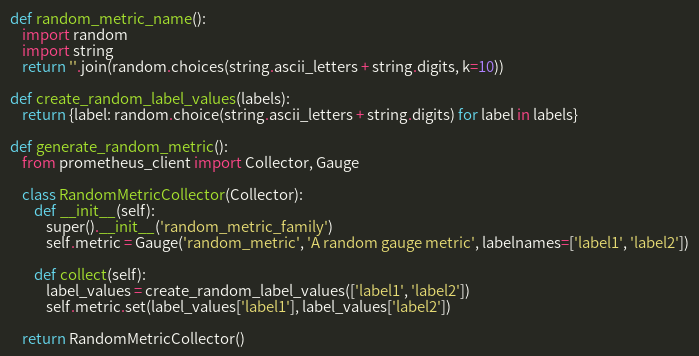 def random_metric_name():
    import random
    import string
    return ''.join(random.choices(string.ascii_letters + string.digits, k=10))

def create_random_label_values(labels):
    return {label: random.choice(string.ascii_letters + string.digits) for label in labels}

def generate_random_metric():
    from prometheus_client import Collector, Gauge

    class RandomMetricCollector(Collector):
        def __init__(self):
            super().__init__('random_metric_family')
            self.metric = Gauge('random_metric', 'A random gauge metric', labelnames=['label1', 'label2'])

        def collect(self):
            label_values = create_random_label_values(['label1', 'label2'])
            self.metric.set(label_values['label1'], label_values['label2'])

    return RandomMetricCollector()